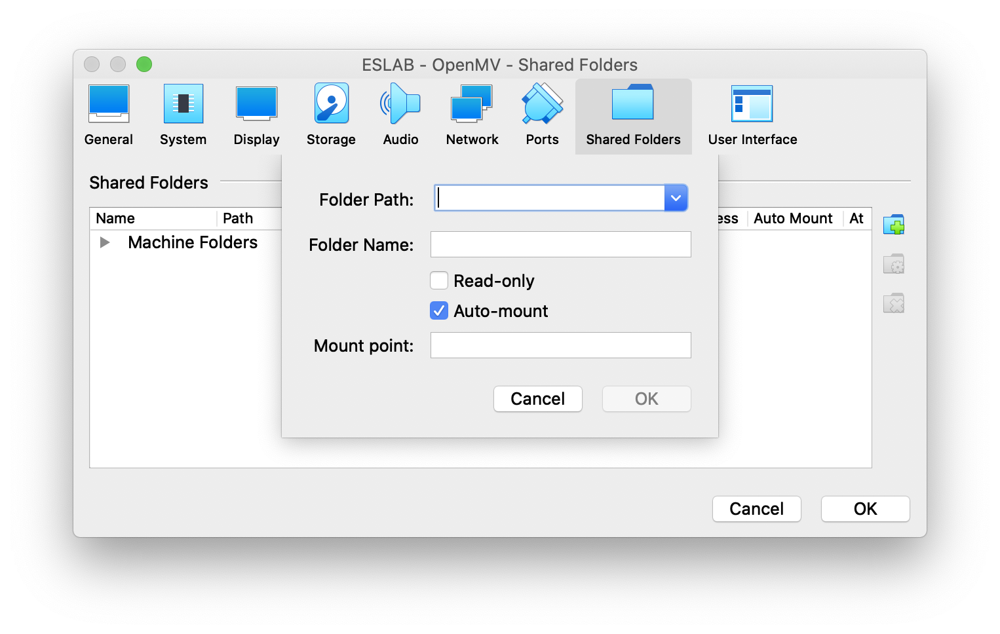 ESLAB - OpenMV - Shared Folders
General System Display Storage Audio Network Ports Shared Folders User Interface
Shared Folders
Folder Path:
Name Path ess Auto Mount At
Machine Folders
Folder Name:
Read-only
Auto-mount
Mount point:
Cancel OK
Cancel OK